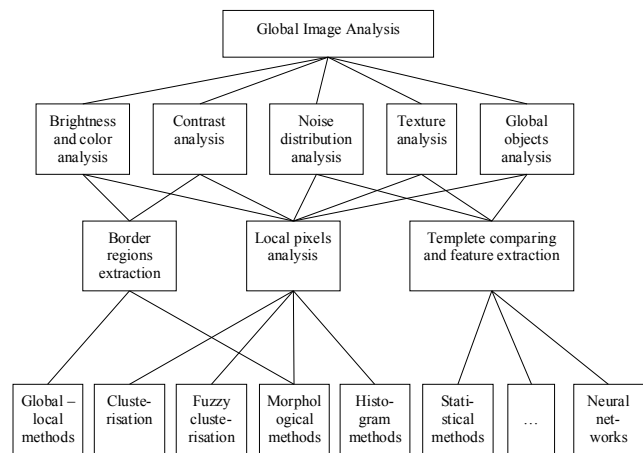 Global Image Analysis
Brightness
and color
analysis
Contrast
analysis
Noise
distribution
analysis
Texture
analysis
Global
objects
analysis
Border
regions
extraction
Local pixels
analysis
Templete comparing
and feature extraction
Global –
local
methods
Cluste-
risation
Fuzzy
cluste-
risation
Morphol
ogical
methods
Histo-
gram
methods
Stati-
stical
methods
…
Neural
net-
works